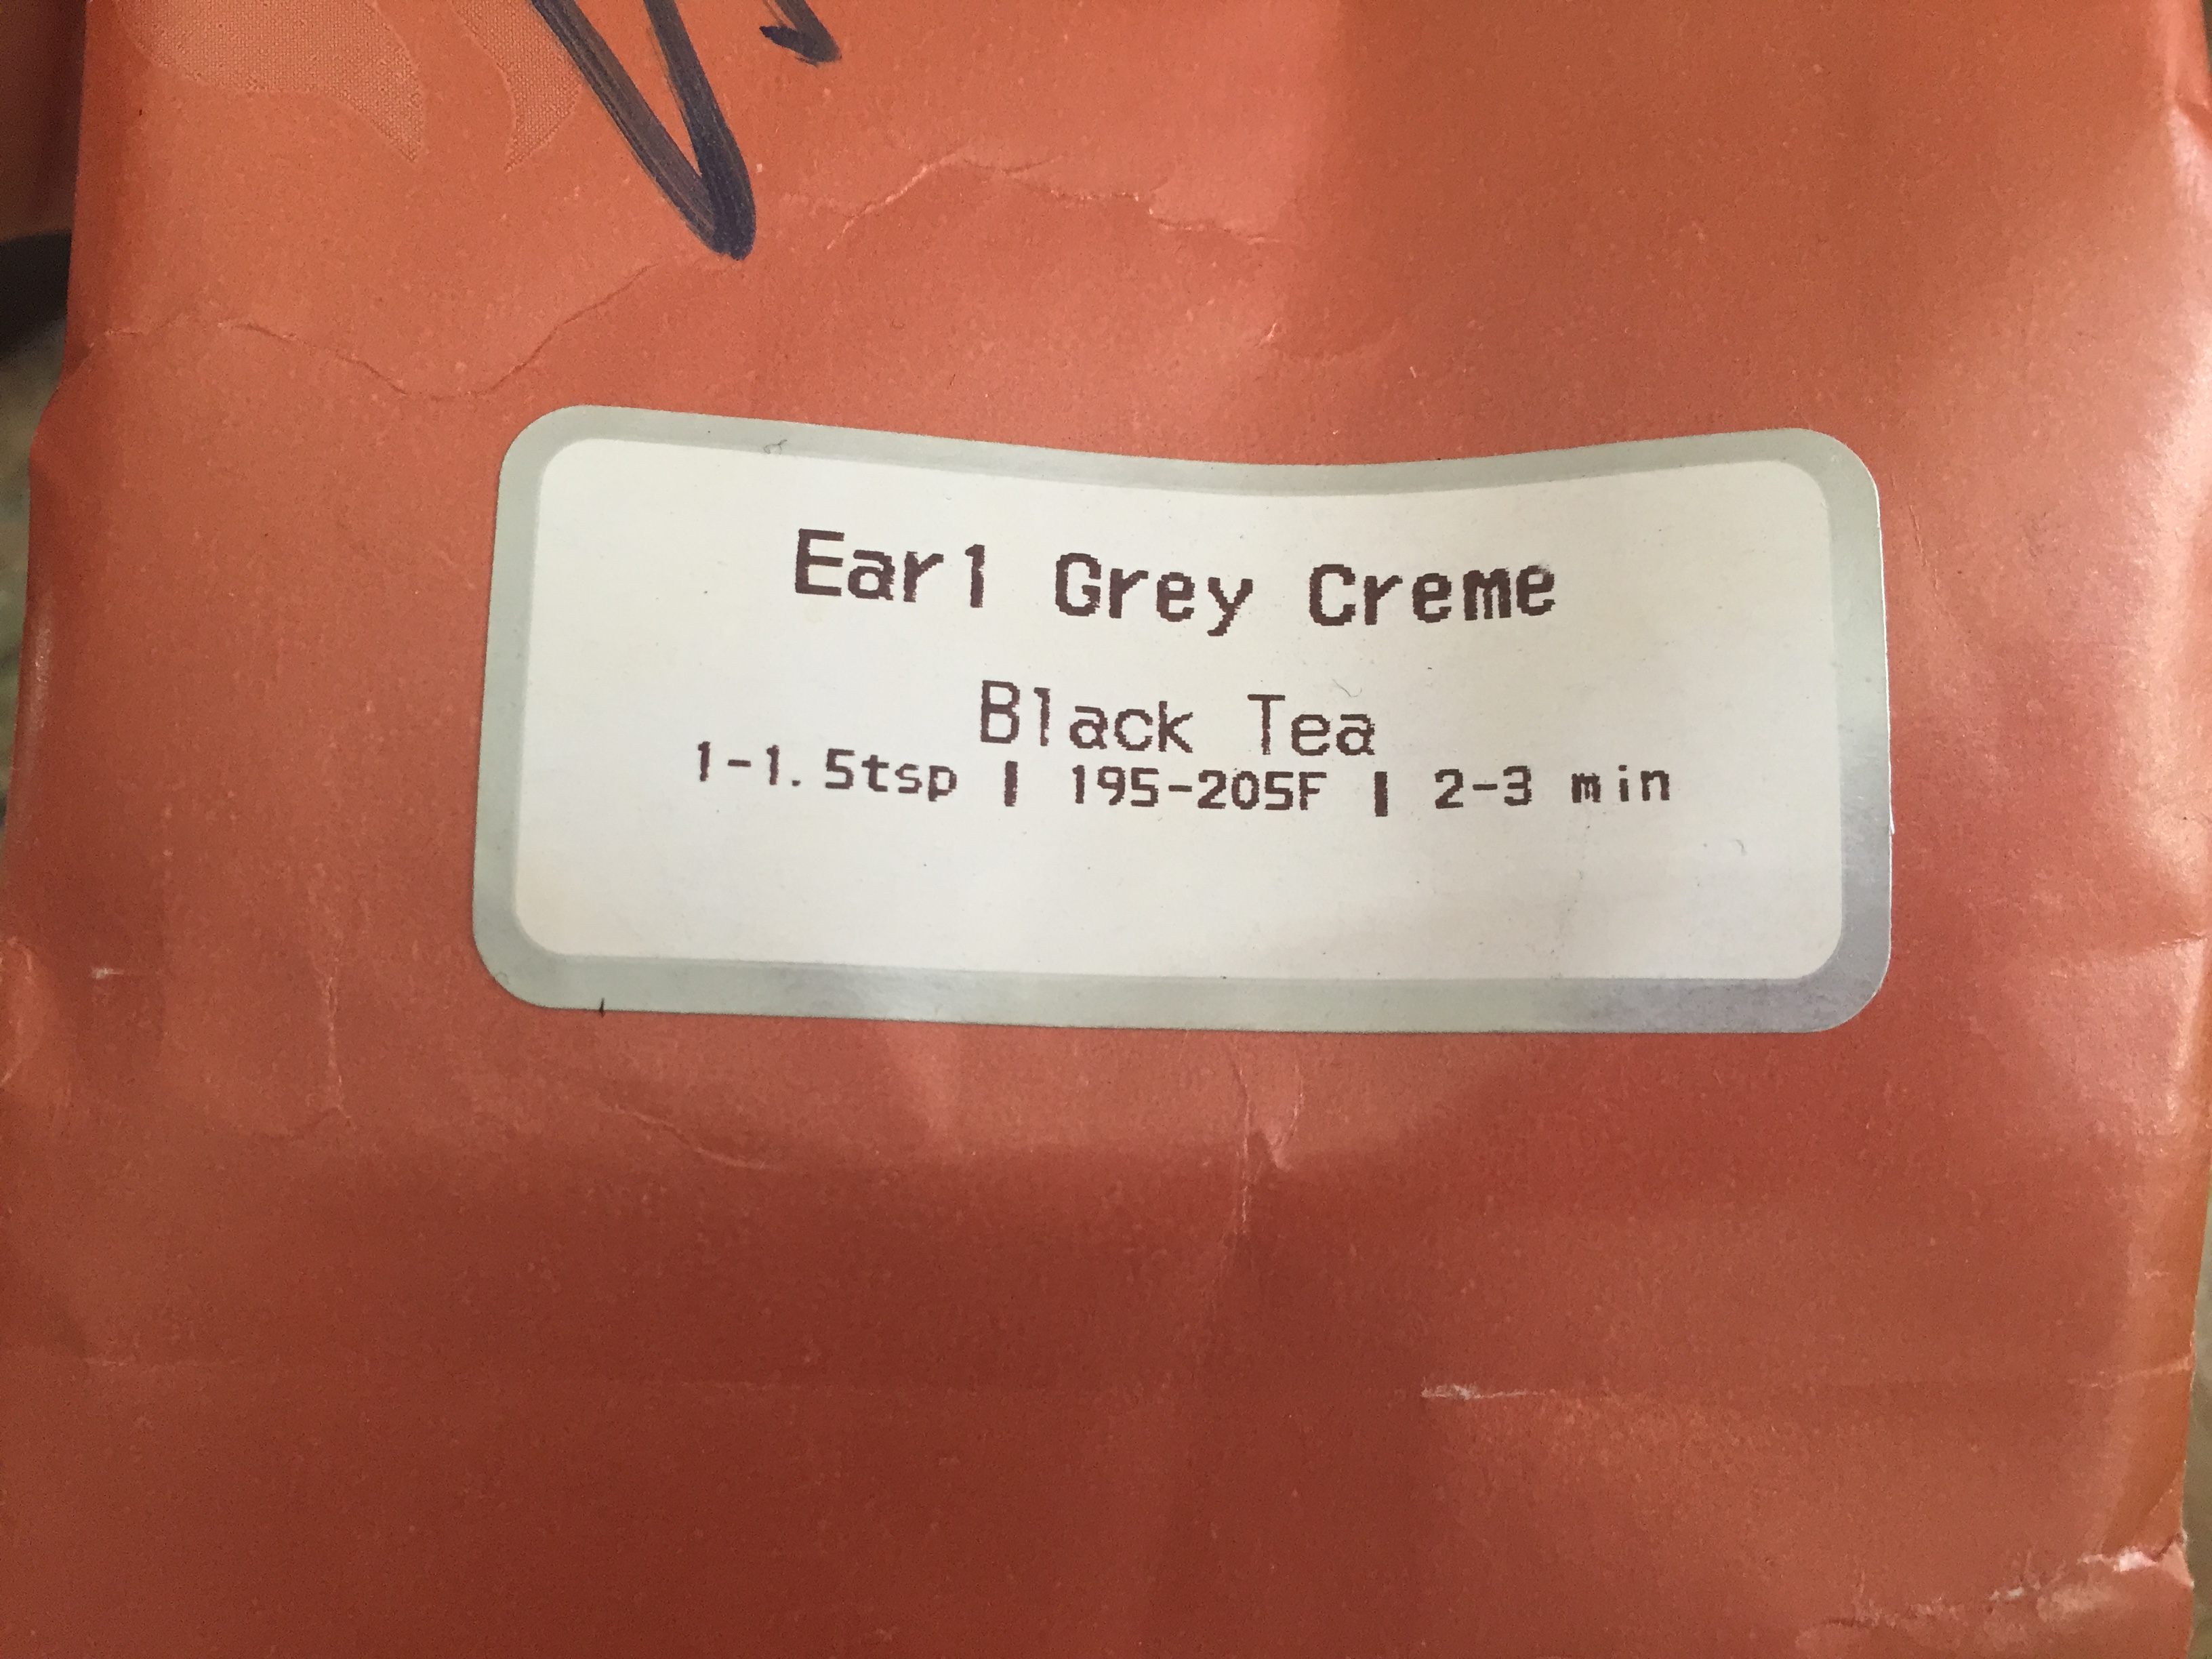 Earl Grey Creme
Black Tea
1-1.5tsp | 195-205F | 2-3 min